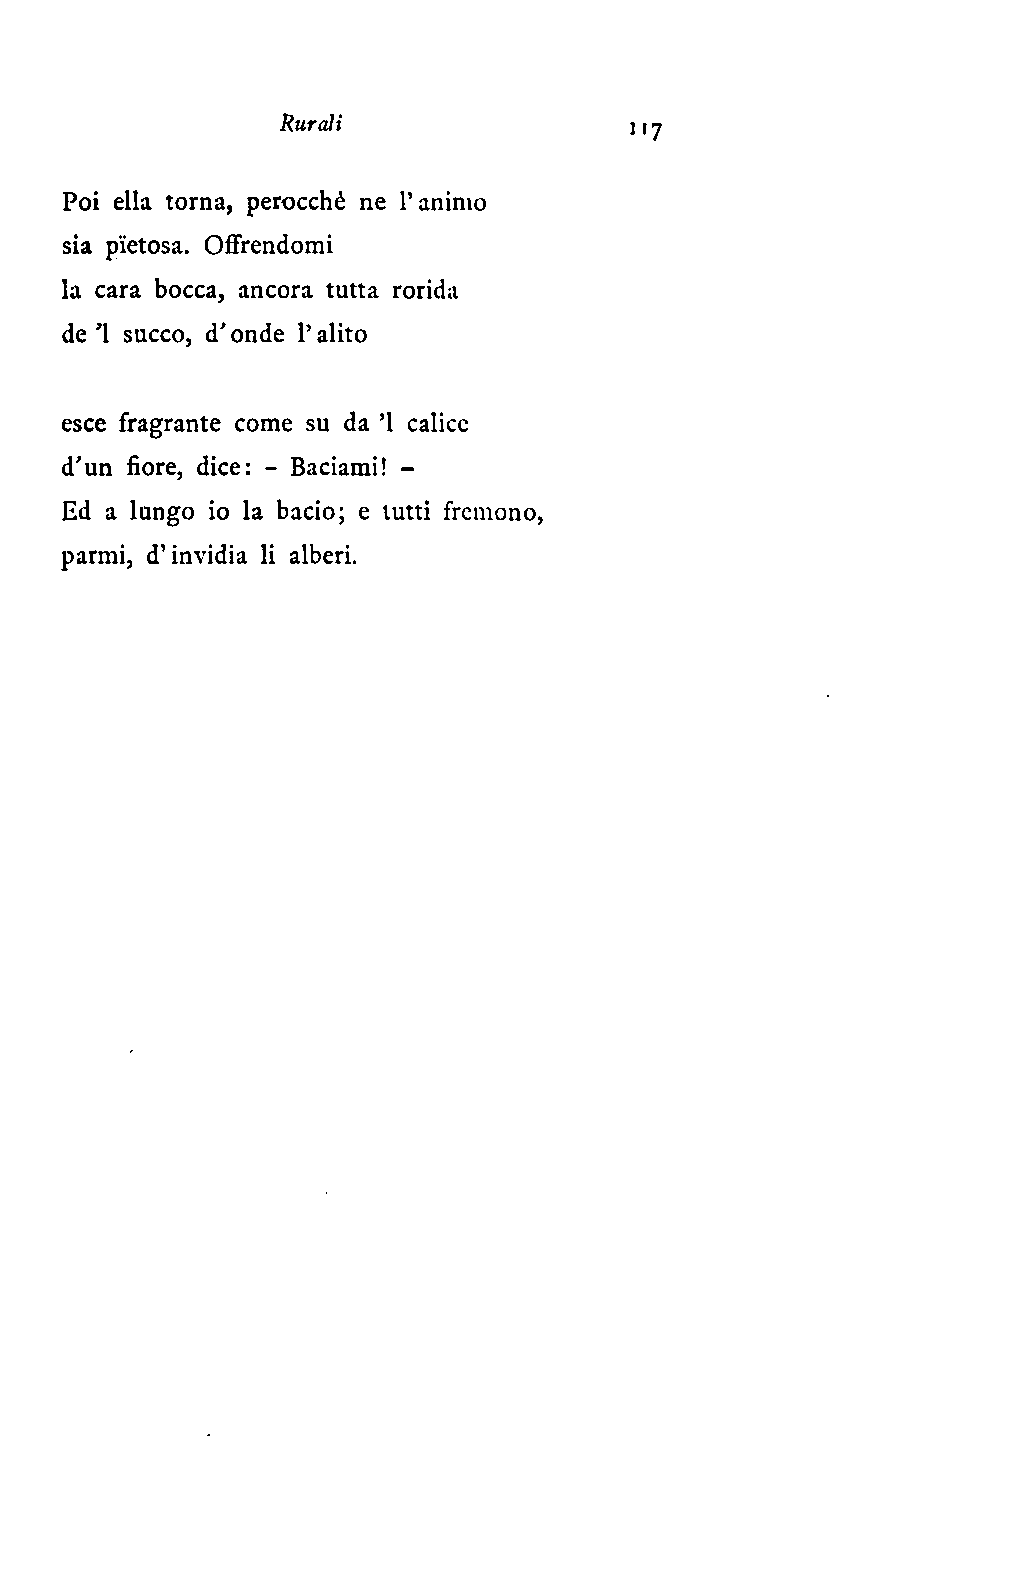 Rurali 117
Poi ella torna, perocchè ne l' animo
sia pïetosa. Offrendomi
la cara bocca, ancora tutta rorida
de 'l succo, d' onde l' alito
esce fragrante come su da 'l calice
d'un fiore, dice: – Baciami! –
Ed a lungo io la bacio; e tutti fremono,
parmi, d' invidia li alberi.